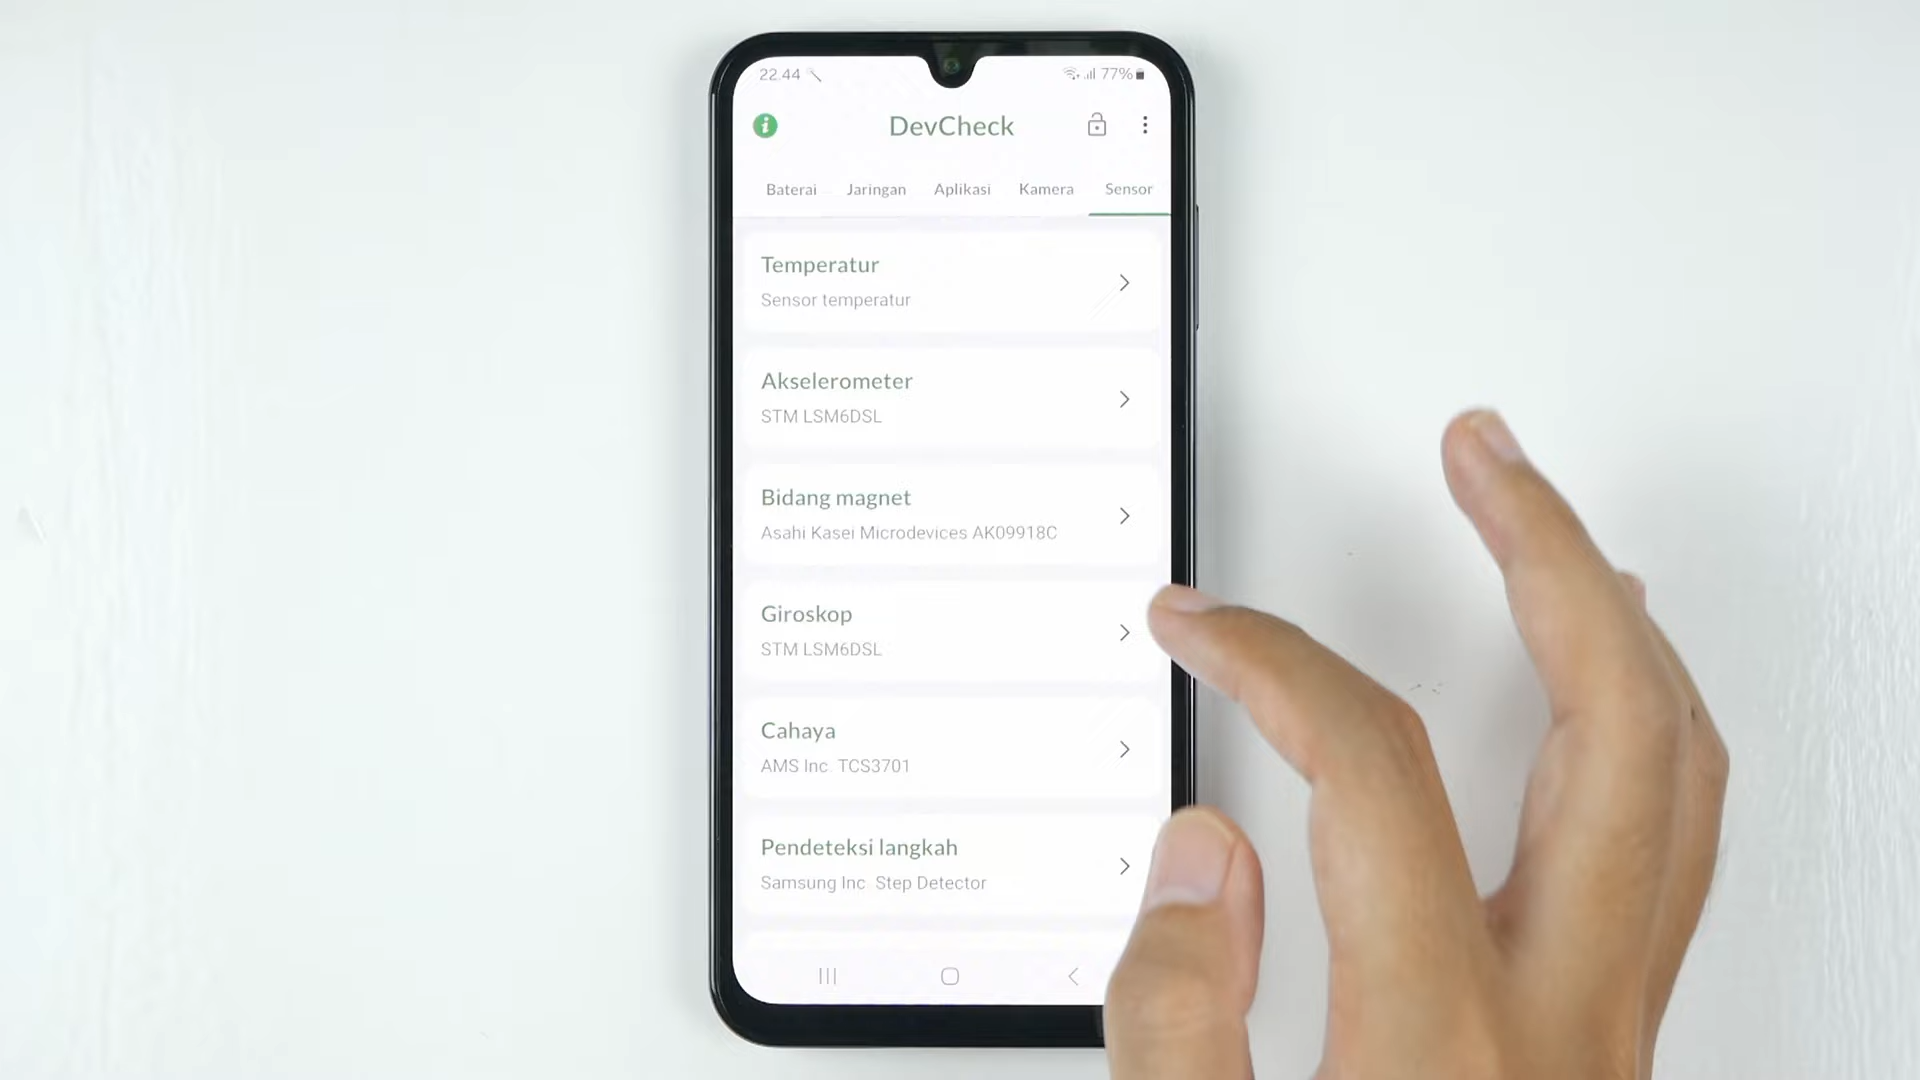 22.44 77%
DevCheck
Baterai Jaringan Aplikasi Kamera Sensor
Temperatur
Sensor temperatur
Akselerometer
STM LSM6DSL
Bidang magnet
Asahi Kasei Microdevices AK09918C
Giroskop
STM LSM6DSL
Cahaya
AMS Inc. TCS3701
Pendeteksi langkah
Samsung Inc Step Detector